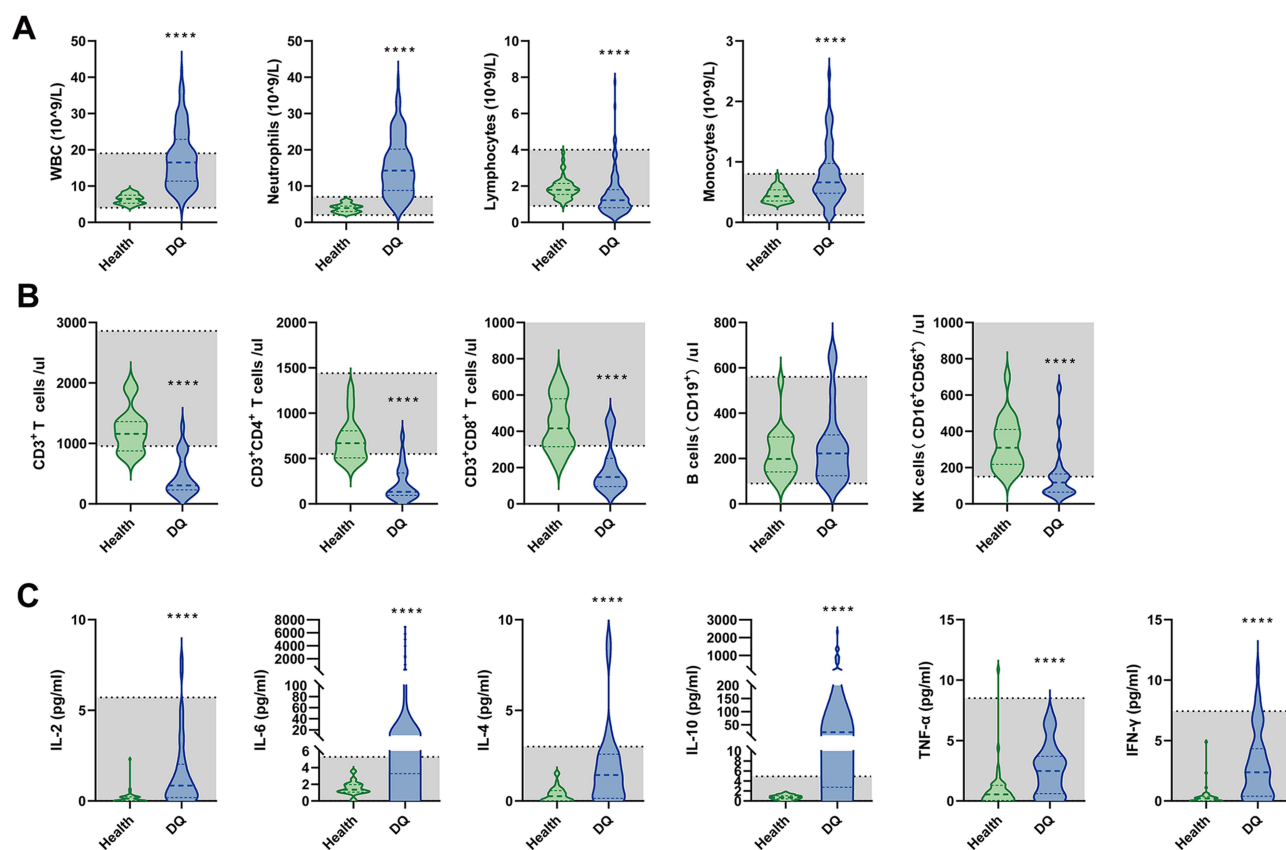 A
WBC (10^9/L)
50
40
30
20
10
0
****
Health
DQ
Neutrophils (10^9/L)
50
40
30
20
10
0
****
Health
DQ
Lymphocytes (10^9/L)
10
8
6
4
2
0
****
Health
DQ
Monocytes (10^9/L)
3
2
1
0
****
Health
DQ
B
CD3⁺T cells/ul
3000
2000
1000
0
****
Health
DQ
CD3⁺CD4⁺ T cells /ul
2000
1500
1000
500
0
****
Health
DQ
CD3⁺CD8⁺ T cells /ul
1000
800
600
400
200
0
****
Health
DQ
B cells( CD19⁺) /ul
800
600
400
200
0
Health
DQ
NK cells( CD16⁺CD56⁺) /ul
1000
800
600
400
200
0
****
Health
DQ
C
IL-2 (pg/ml)
10
5
0
****
Health
DQ
IL-6 (pg/ml)
8000
6000
4000
2000
100
80
60
40
20
6
4
2
0
****
Health
DQ
IL-4 (pg/ml)
10
5
0
****
Health
DQ
IL-10 (pg/ml)
3000
2000
1000
200
150
100
50
10
8
6
4
2
0
****
Health
DQ
TNF-α (pg/ml)
15
10
5
0
****
Health
DQ
IFN-γ (pg/ml)
15
10
5
0
****
Health
DQ